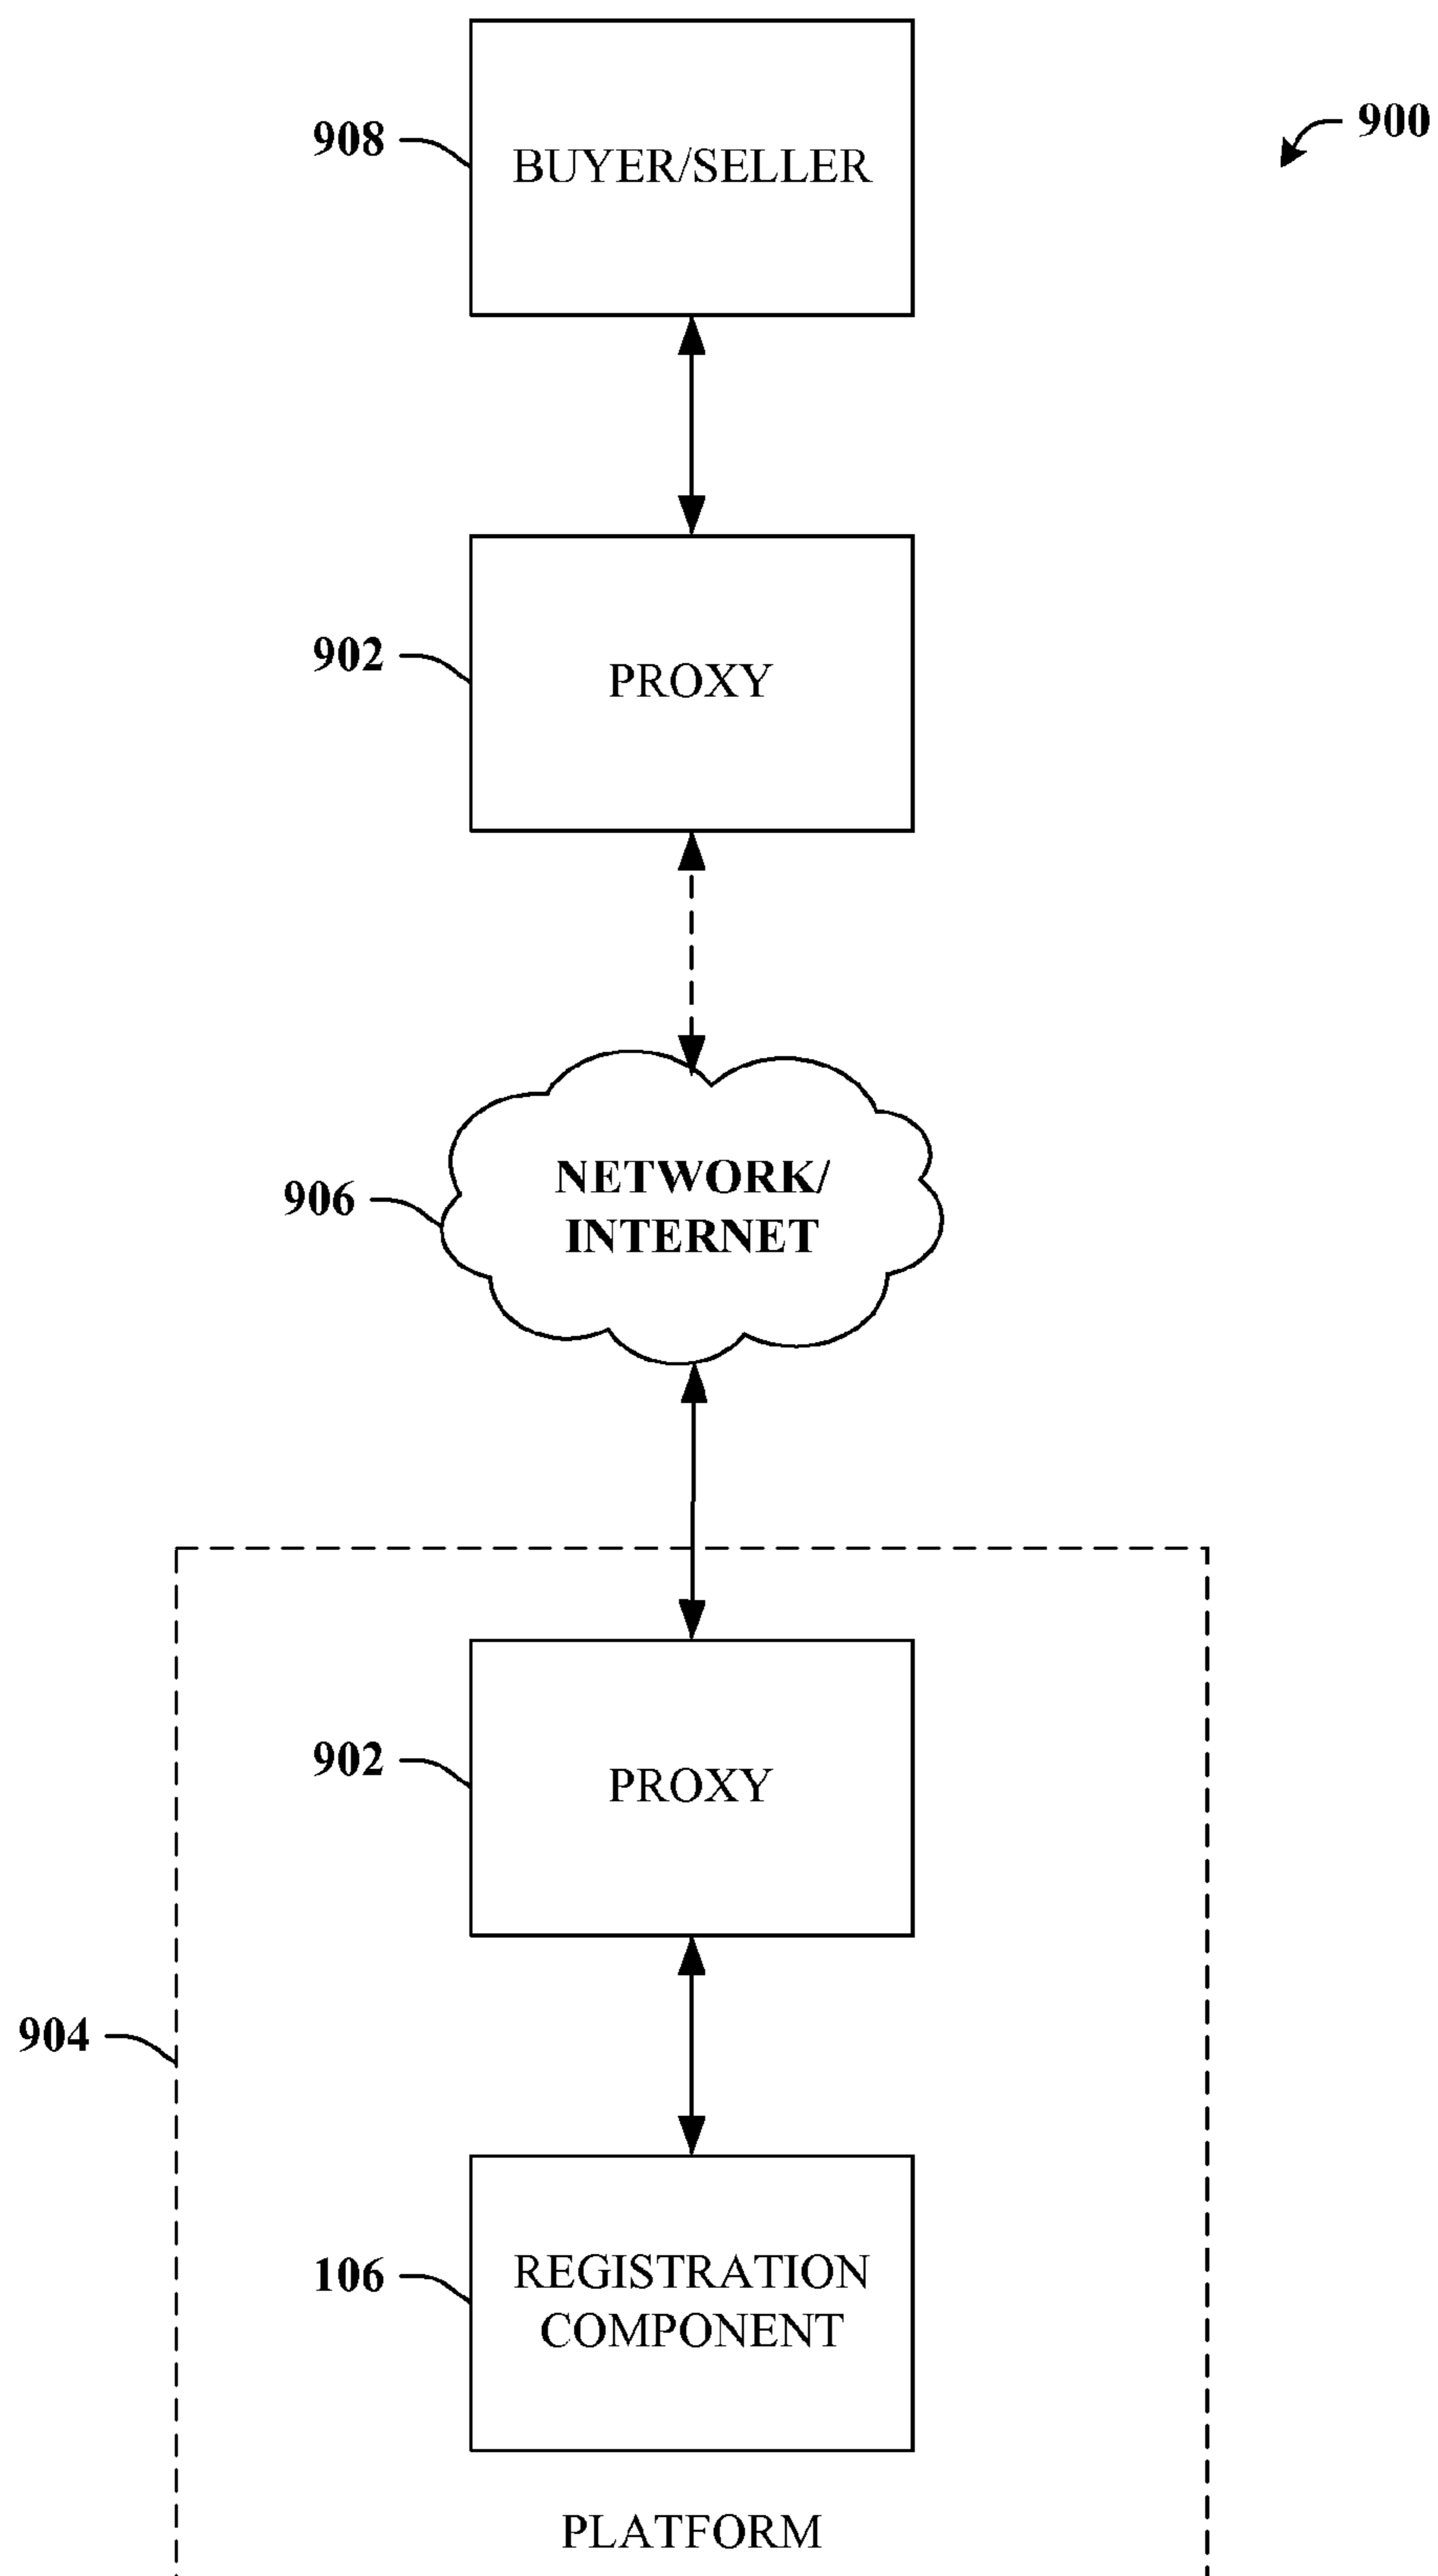 900
908
BUYER/SELLER
902
PROXY
906
NETWORK/
INTERNET
902
PROXY
904
106
REGISTRATION
COMPONENT
PLATFORM